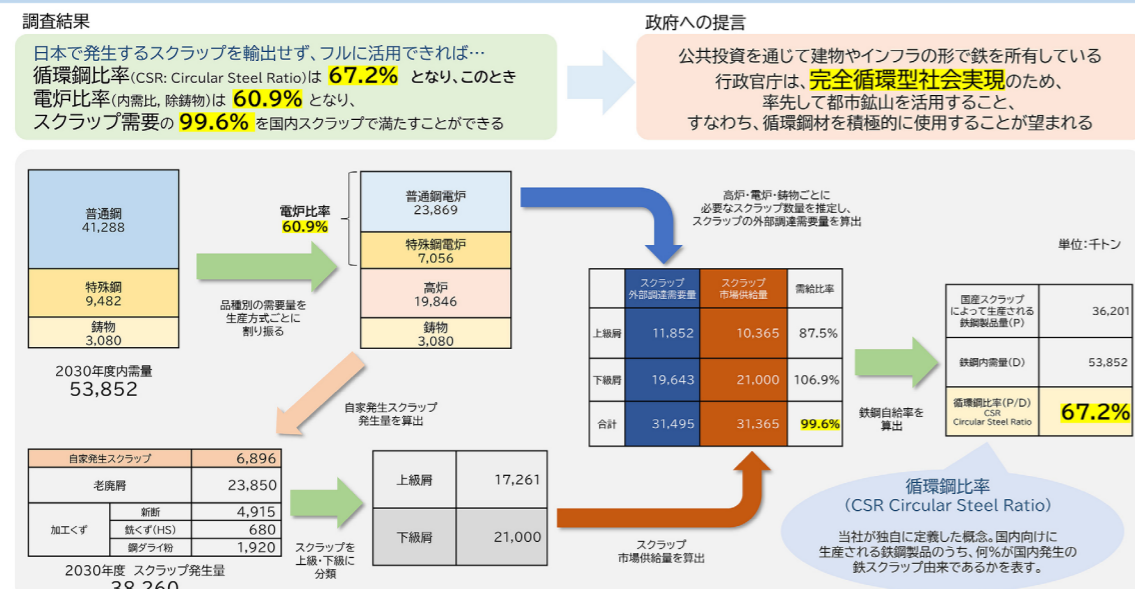 調査結果
日本で発生するスクラップを輸出せず、フルに活用できれば…
循環鋼比率(CSR: Circular Steel Ratio)は 67.2% となり、このとき
電炉比率(内需比, 除鋳物)は 60.9% となり、
スクラップ需要の 99.6% を国内スクラップで満たすことができる
政府への提言
公共投資を通じて建物やインフラの形で鉄を所有している
行政官庁は、完全循環型社会実現のため、
率先して都市鉱山を活用すること、
すなわち、循環鋼材を積極的に使用することが望まれる
普通鋼
41,288
特殊鋼
9,482
鋳物
3,080
2030年度内需量
53,852
品種別の需要量を
生産方式ごとに
割り振る
電炉比率
60.9%
普通鋼電炉
23,869
特殊鋼電炉
7,056
高炉
19,846
鋳物
3,080
高炉・電炉・鋳物ごとに
必要なスクラップ数量を推定し、
スクラップの外部調達需要量を算出
単位:千トン
スクラップ
外部調達需要量
スクラップ
市場供給量
需給比率
上級屑 11,852 10,365 87.5%
下級屑 19,643 21,000 106.9%
合計 31,495 31,365 99.6%
鉄鋼自給率を
算出
国産スクラップ
によって生産される
鉄鋼製品量(P)
36,201
鉄鋼内需量(D) 53,852
循環鋼比率(P/D)
CSR
Circular Steel Ratio
67.2%
自家発生スクラップ
発生量を算出
自家発生スクラップ 6,896
老廃屑 23,850
加工くず
新断 4,915
銑くず(HS) 680
鋼ダライ粉 1,920
2030年度 スクラップ発生量
38,260
スクラップを
上級・下級に
分類
上級屑 17,261
下級屑 21,000
スクラップ
市場供給量を算出
循環鋼比率
(CSR Circular Steel Ratio)
当社が独自に定義した概念。国内向けに
生産される鉄鋼製品のうち、何%が国内発生の
鉄スクラップ由来であるかを表す。